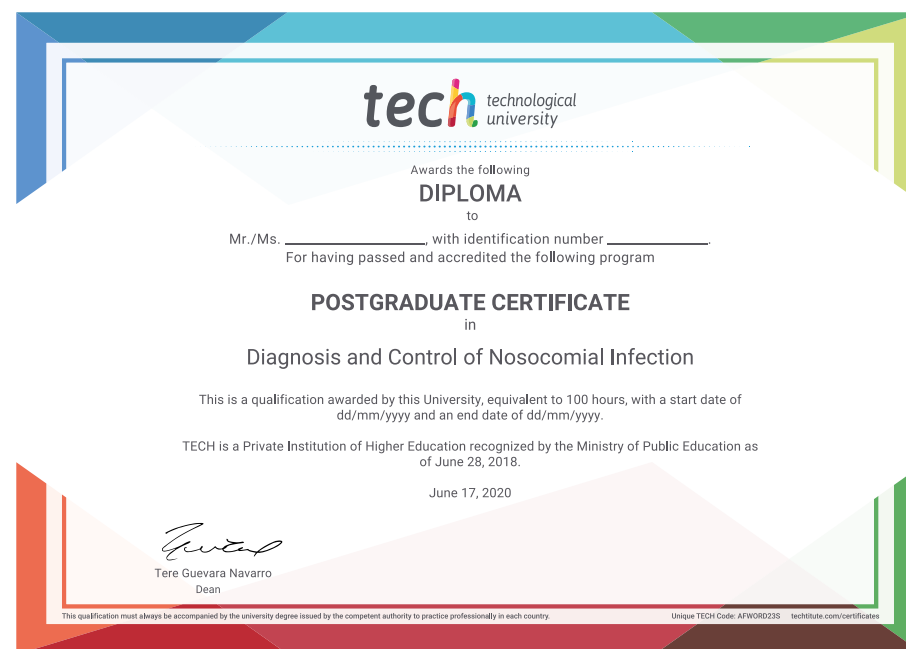 tech technological
university
Awards the following
DIPLOMA
to
Mr./Ms. ____________________, with identification number ______________.
For having passed and accredited the following program
POSTGRADUATE CERTIFICATE
in
Diagnosis and Control of Nosocomial Infection
This is a qualification awarded by this University, equivalent to 100 hours, with a start date of
dd/mm/yyyy and an end date of dd/mm/yyyy.
TECH is a Private Institution of Higher Education recognized by the Ministry of Public Education as
of June 28, 2018.
June 17, 2020
Tere Guevara Navarro
Dean
This qualification must always be accompanied by the university degree issued by the competent authority to practice professionally in each country.
Unique TECH Code: AFWORD23S techtitute.com/certificates